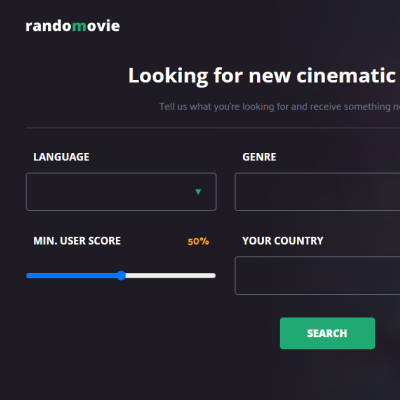 randomovie
Looking for new cinematic
Tell us what you're looking for and receive something
LANGUAGE
GENRE
▼
MIN. USER SCORE
50%
YOUR COUNTRY
SEARCH